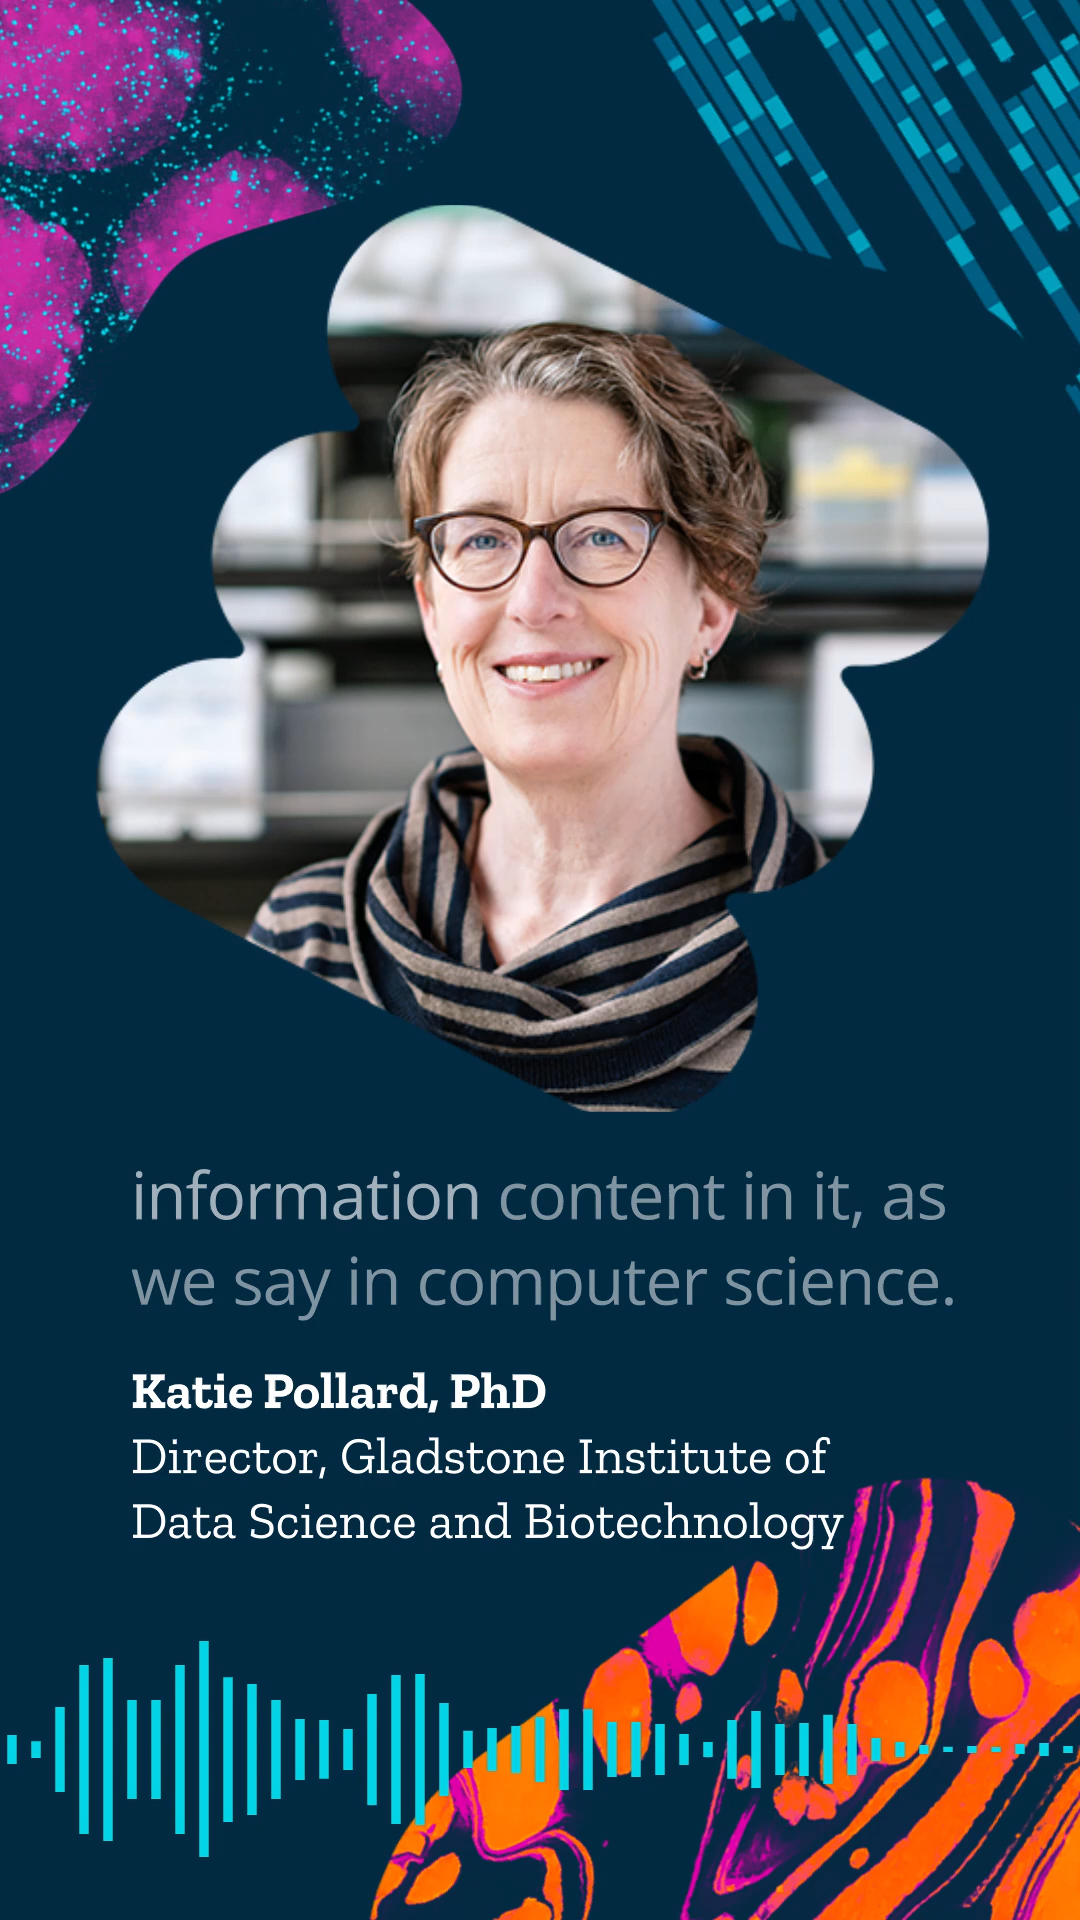 information content in it, as
we say in computer science.
Katie Pollard, PhD
Director, Gladstone Institute of
Data Science and Biotechnology